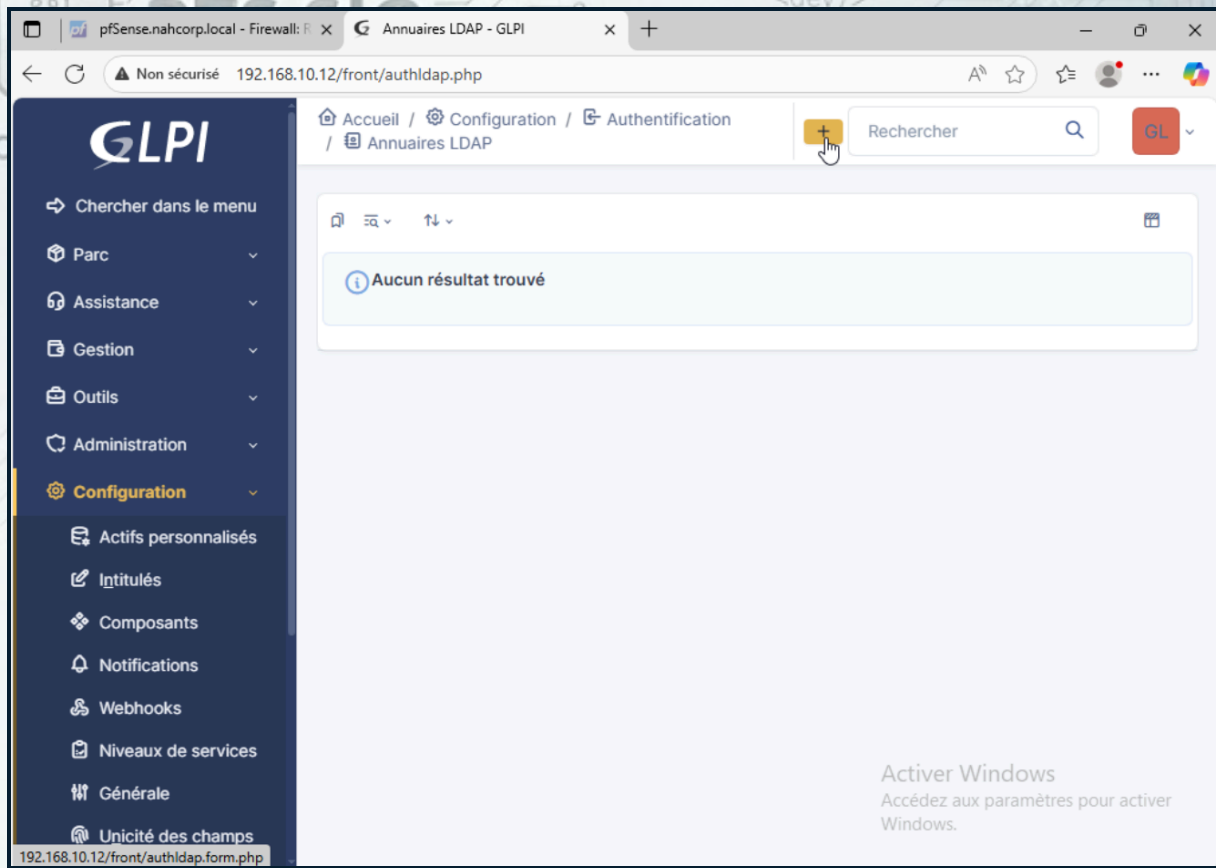 pfSense.nahcorp.local - Firewall: R
Annuaires LDAP - GLPI
Non sécurisé 192.168.10.12/front/authldap.php
GLPI
Accueil / Configuration / Authentification
/ Annuaires LDAP
Rechercher
GL
Chercher dans le menu
Parc
Assistance
Gestion
Outils
Administration
Configuration
Actifs personnalisés
Intitulés
Composants
Notifications
Webhooks
Niveaux de services
Générale
Unicité des champs
Aucun résultat trouvé
Activer Windows
Accédez aux paramètres pour activer
Windows.
192.168.10.12/front/authldap.form.php